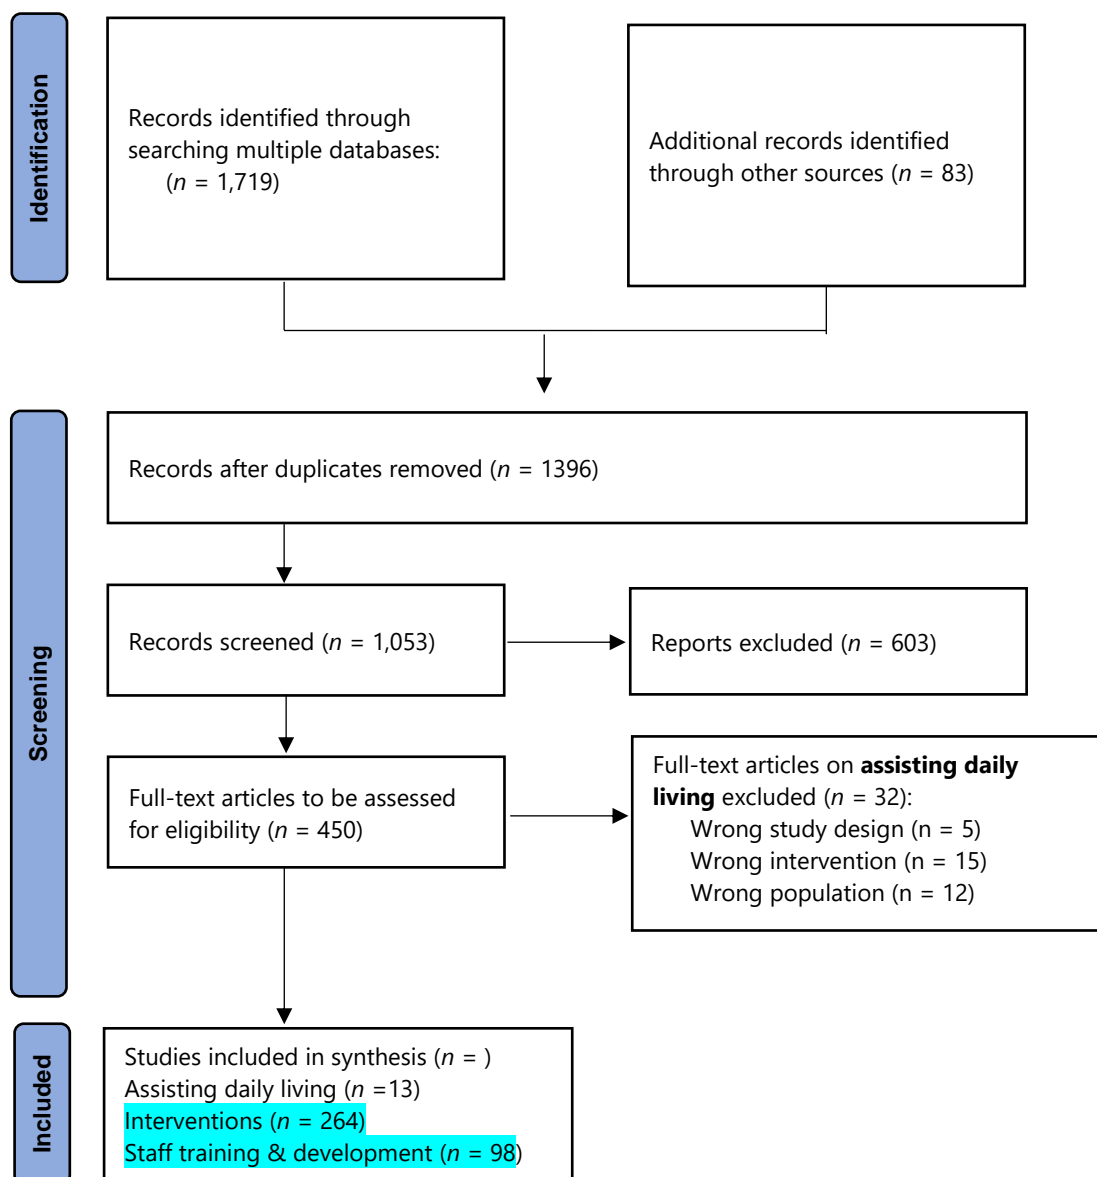 Identification
Records identified through
searching multiple databases:
(n = 1,719)
Additional records identified
through other sources (n = 83)
Screening
Records after duplicates removed (n = 1396)
Records screened (n = 1,053)
Reports excluded (n = 603)
Full-text articles to be assessed
for eligibility (n = 450)
Full-text articles on assisting daily
living excluded (n = 32):
Wrong study design (n = 5)
Wrong intervention (n = 15)
Wrong population (n = 12)
Included
Studies included in synthesis (n = )
Assisting daily living (n =13)
Interventions (n = 264)
Staff training & development (n = 98)